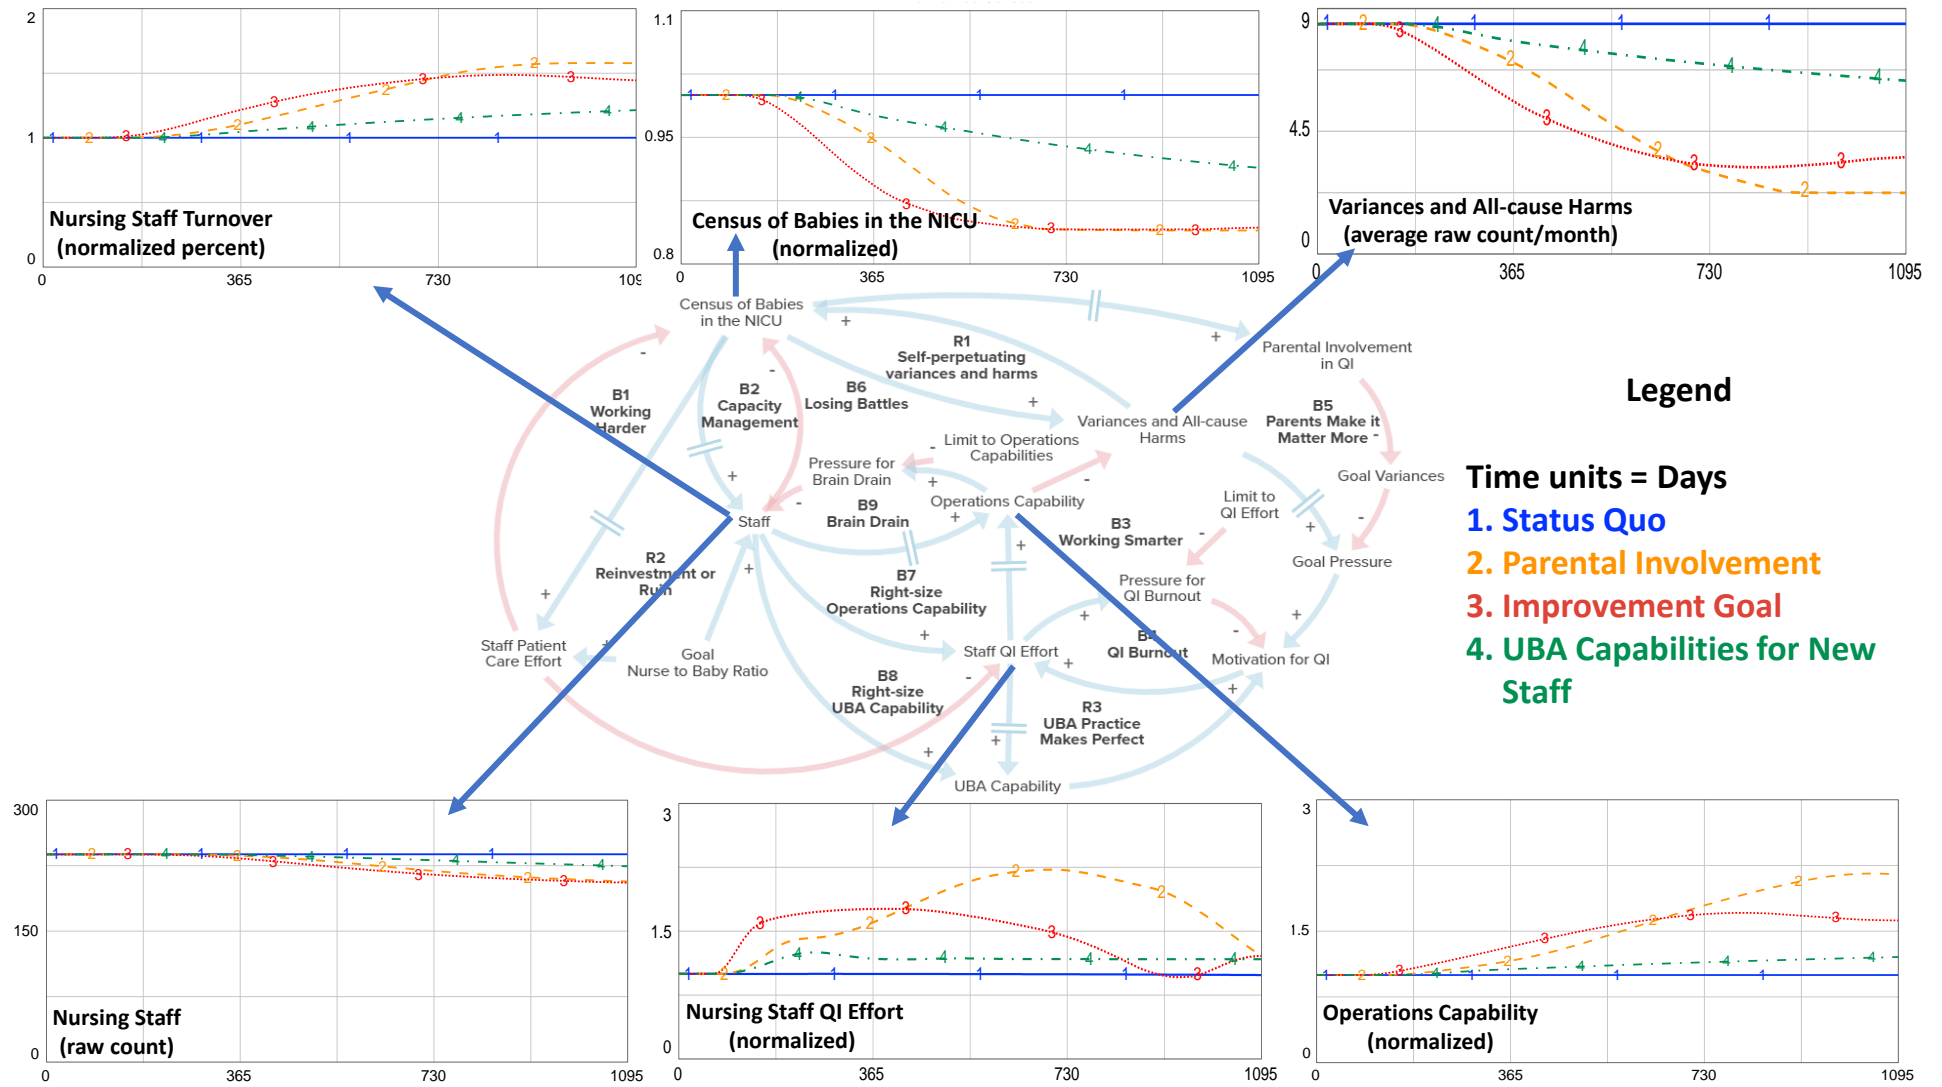 2
1
0
0
365
730
109
Nursing Staff Turnover
(normalized percent)
1.1
0.95
0.8
0
365
730
1095
Census of Babies in the NICU
(normalized)
9
4.5
0
0
365
730
1095
Variances and All-cause Harms
(average raw count/month)
Census of Babies
in the NICU
Parental Involvement
in QI
R1
Self-perpetuating
variances and harms
B1
Working
Harder
B2
Capacity
Management
B6
Losing Battles
Variances and All-cause
Harms
B5
Parents Make it
Matter More
Limit to Operations
Capabilities
Pressure for
Brain Drain
Operations Capability
Goal Variances
Limit to
QI Effort
Staff
B9
Brain Drain
B3
Working Smarter
Goal Pressure
R2
Reinvestment or
Ruin
B7
Right-size
Operations Capability
Pressure for
QI Burnout
Staff Patient
Care Effort
Goal
Nurse to Baby Ratio
Staff QI Effort
B4
QI Burnout
Motivation for QI
B8
Right-size
UBA Capability
R3
UBA Practice
Makes Perfect
UBA Capability
Legend
Time units = Days
1. Status Quo
2. Parental Involvement
3. Improvement Goal
4. UBA Capabilities for New
Staff
300
150
0
0
365
730
1095
Nursing Staff
(raw count)
3
1.5
0
0
365
730
1095
Nursing Staff QI Effort
(normalized)
3
1.5
0
0
365
730
1095
Operations Capability
(normalized)